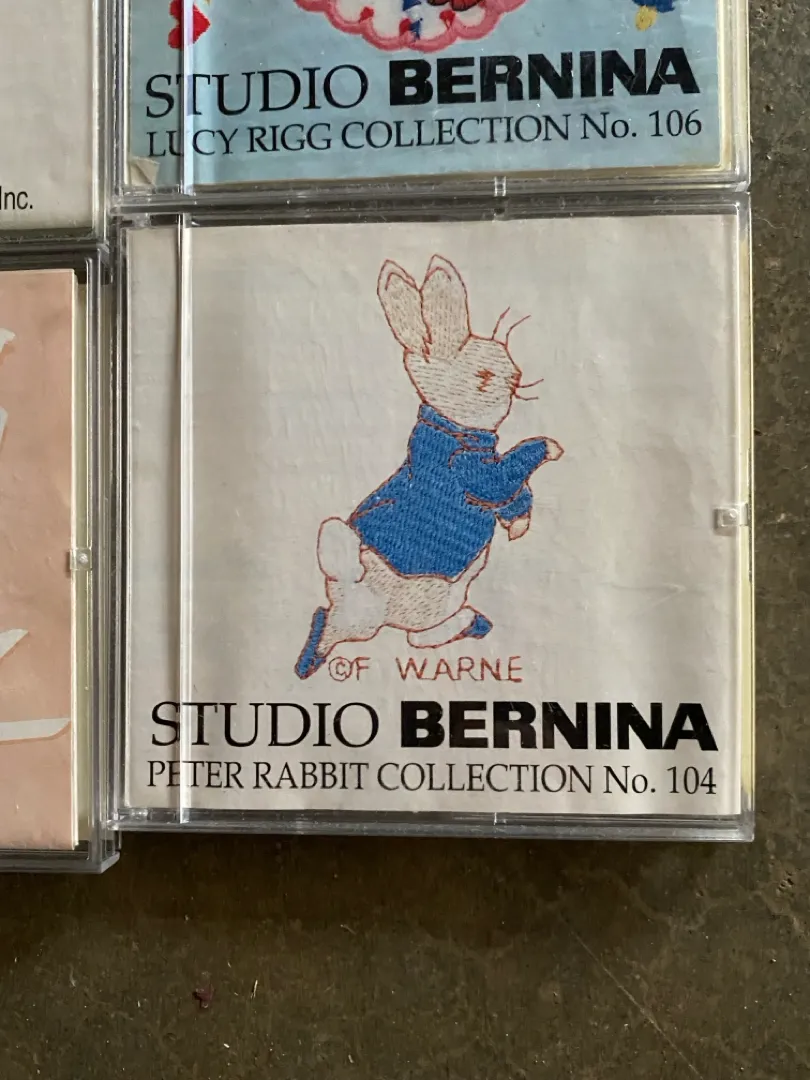 STUDIO BERNINA
LUCY RIGG COLLECTION No. 106
Inc.
©F WARNE
STUDIO BERNINA
PETER RABBIT COLLECTION No. 104